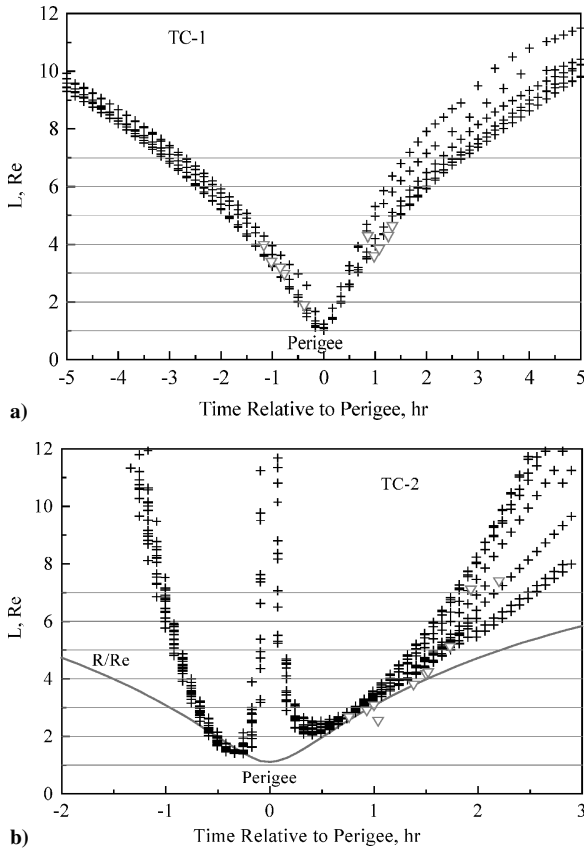 TC-1
12
10
8
6
4
2
0
L, Re
Perigee
-5 -4 -3 -2 -1 0 1 2 3 4 5
a)
Time Relative to Perigee, hr
TC-2
12
10
8
6
4
2
0
L, Re
R/Re
Perigee
-2 -1 0 1 2 3
b)
Time Relative to Perigee, hr